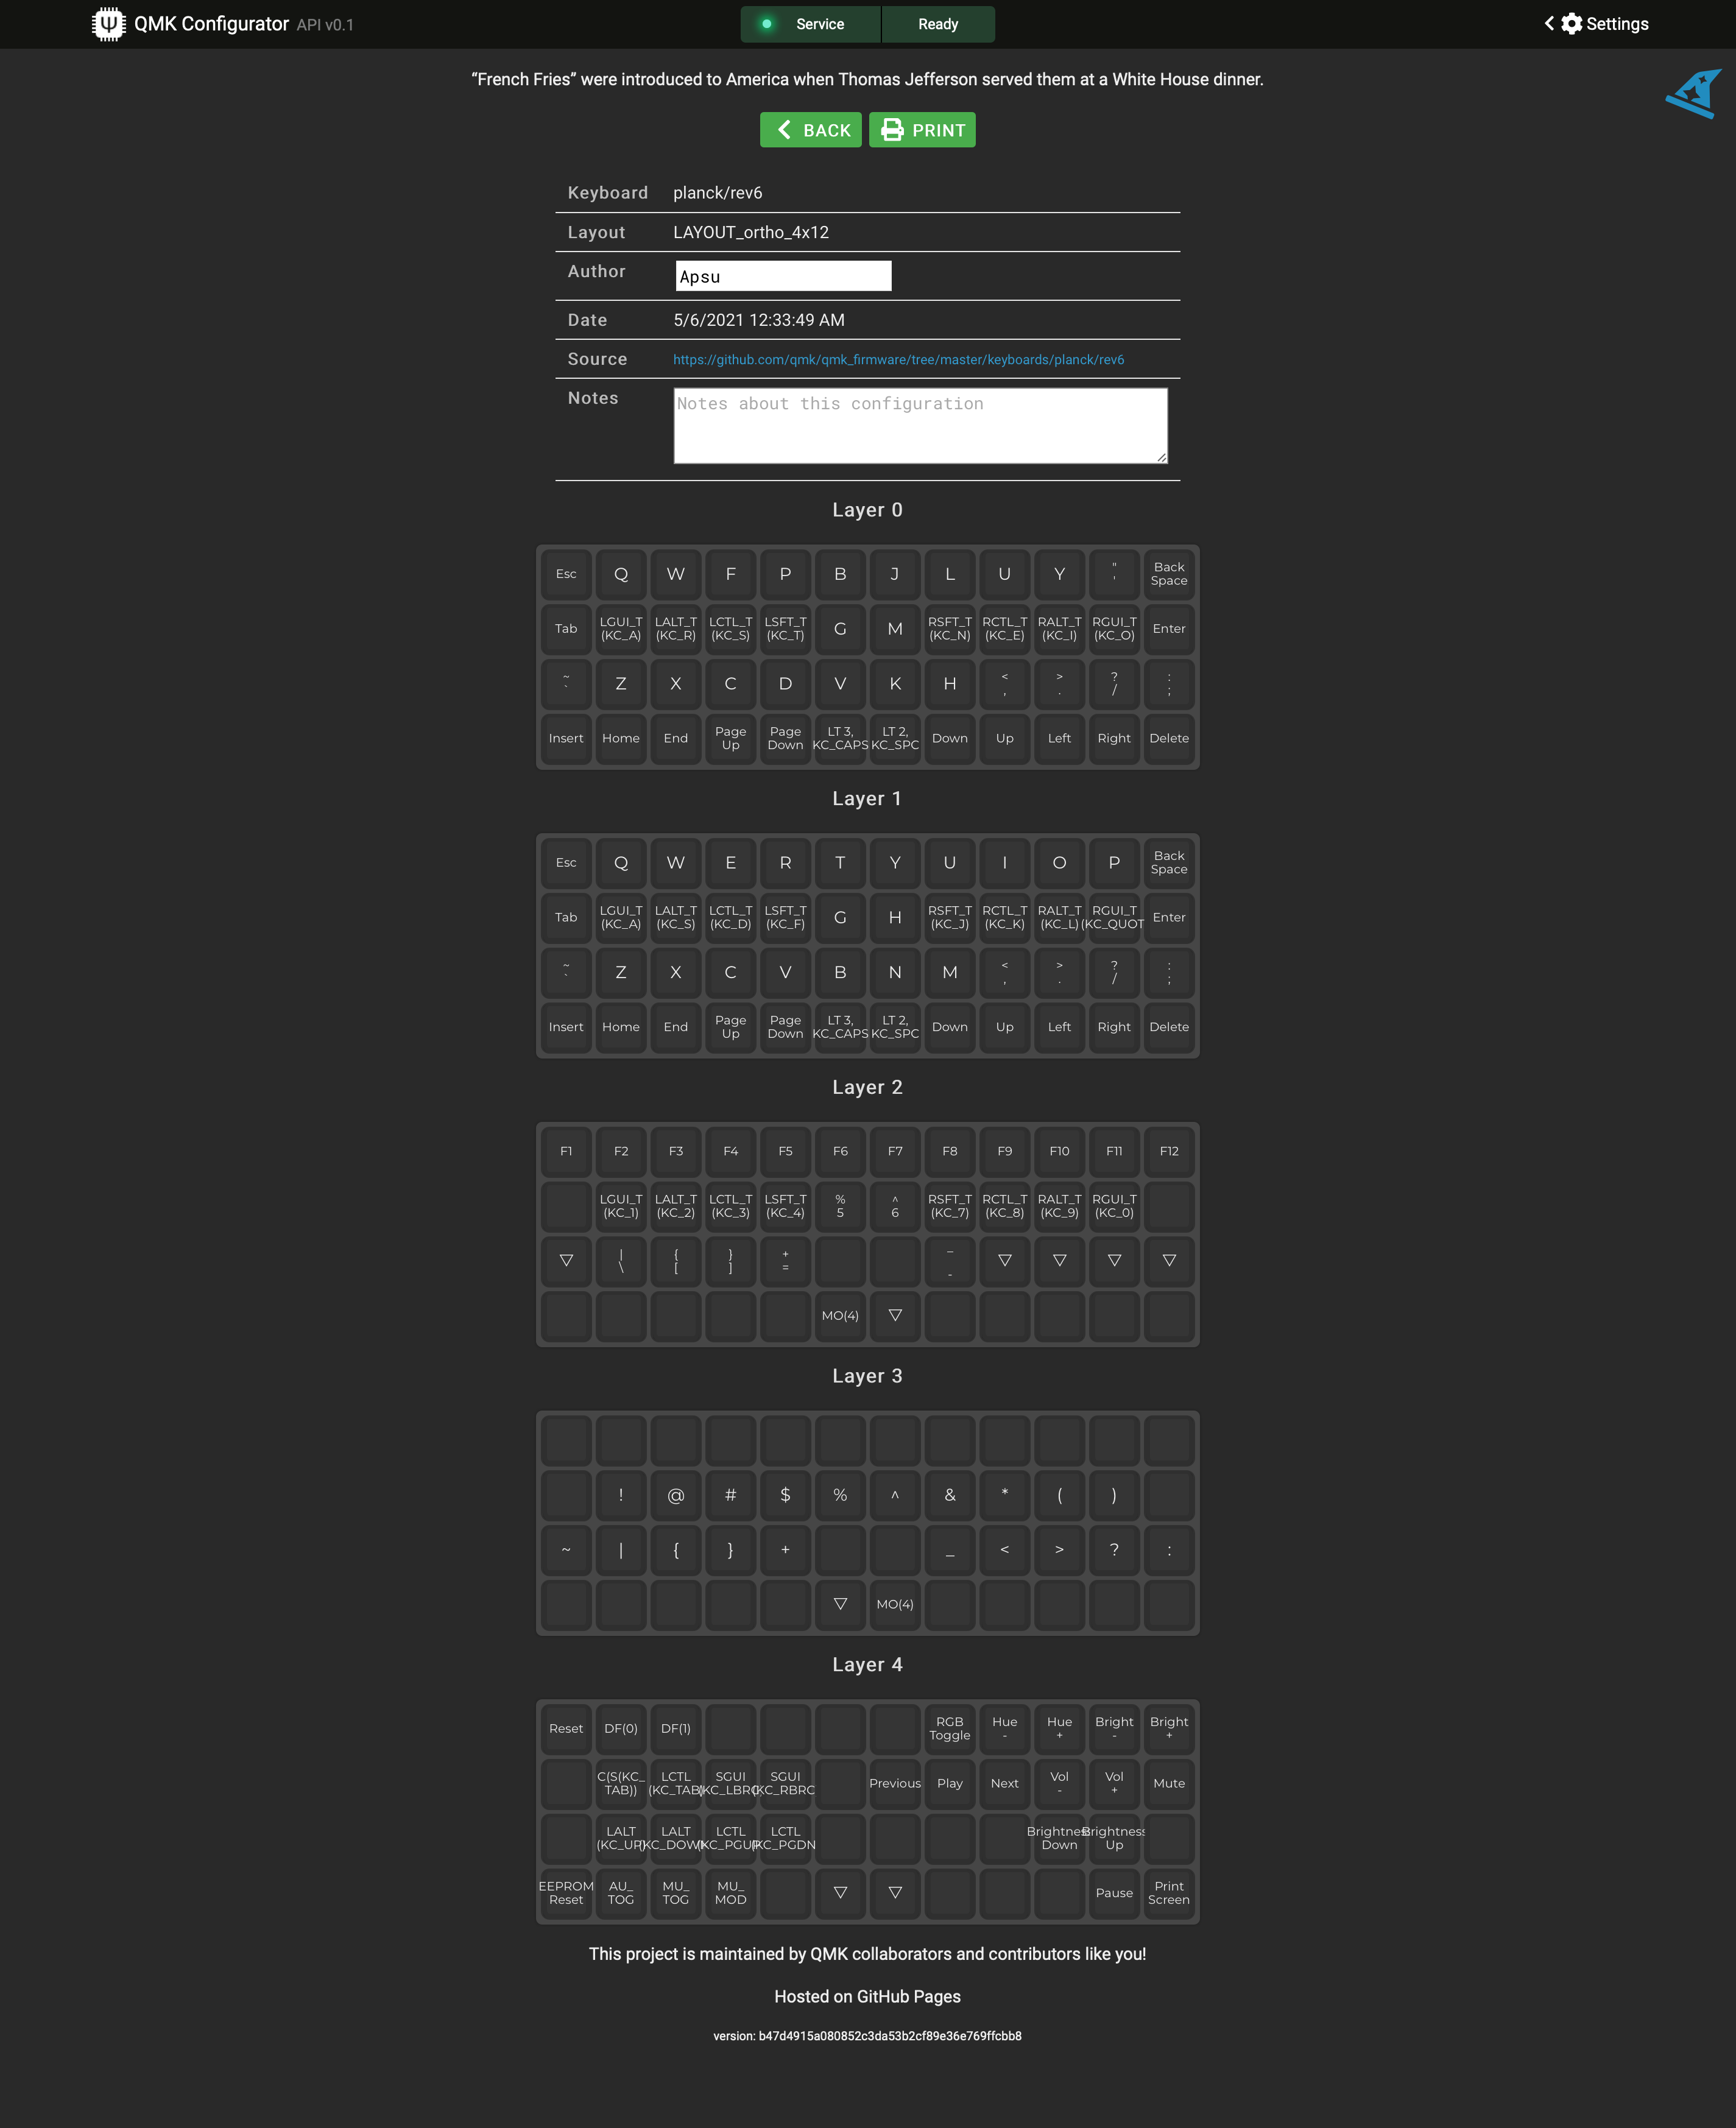 QMK Configurator API v0.1
Service Ready
Settings
“French Fries” were introduced to America when Thomas Jefferson served them at a White House dinner.
BACK PRINT
Keyboard planck/rev6
Layout LAYOUT_ortho_4x12
Author Apsu
Date 5/6/2021 12:33:49 AM
Source https://github.com/qmk/qmk_firmware/tree/master/keyboards/planck/rev6
Notes Notes about this configuration
Layer 0
Esc Q W F P B J L U Y " ' Back Space
Tab LGUI_T (KC_A) LALT_T (KC_R) LCTL_T (KC_S) LSFT_T (KC_T) G M RSFT_T (KC_N) RCTL_T (KC_E) RALT_T (KC_I) RGUI_T (KC_O) Enter
~ ` Z X C D V K H < , > . ? / : ;
Insert Home End Page Up Page Down LT 3, KC_CAPS LT 2, KC_SPC Down Up Left Right Delete
Layer 1
Esc Q W E R T Y U I O P Back Space
Tab LGUI_T (KC_A) LALT_T (KC_S) LCTL_T (KC_D) LSFT_T (KC_F) G H RSFT_T (KC_J) RCTL_T (KC_K) RALT_T (KC_L) RGUI_T (KC_QUOT Enter
~ ` Z X C V B N M < , > . ? / : ;
Insert Home End Page Up Page Down LT 3, KC_CAPS LT 2, KC_SPC Down Up Left Right Delete
Layer 2
F1 F2 F3 F4 F5 F6 F7 F8 F9 F10 F11 F12
LGUI_T (KC_1) LALT_T (KC_2) LCTL_T (KC_3) LSFT_T (KC_4) % 5 ^ 6 RSFT_T (KC_7) RCTL_T (KC_8) RALT_T (KC_9) RGUI_T (KC_0)
▽ | \ { [ } ] + = _ - ▽ ▽ ▽ ▽
MO(4) ▽
Layer 3
! @ # $ % ^ & * ( )
~ | { } + _ < > ? :
▽ MO(4)
Layer 4
Reset DF(0) DF(1) RGB Toggle Hue - Hue + Bright - Bright +
C(S(KC_ TAB)) LCTL (KC_TAB) SGUI (KC_LBRC SGUI (KC_RBRC Previous Play Next Vol - Vol + Mute
LALT (KC_UP) LALT (KC_DOWN LCTL (KC_PGUP LCTL (KC_PGDN Brightness Down Brightness Up
EEPROM Reset AU_ TOG MU_ TOG MU_ MOD ▽ ▽ Pause Print Screen
This project is maintained by QMK collaborators and contributors like you!
Hosted on GitHub Pages
version: b47d4915a080852c3da53b2cf89e36e769ffcbb8